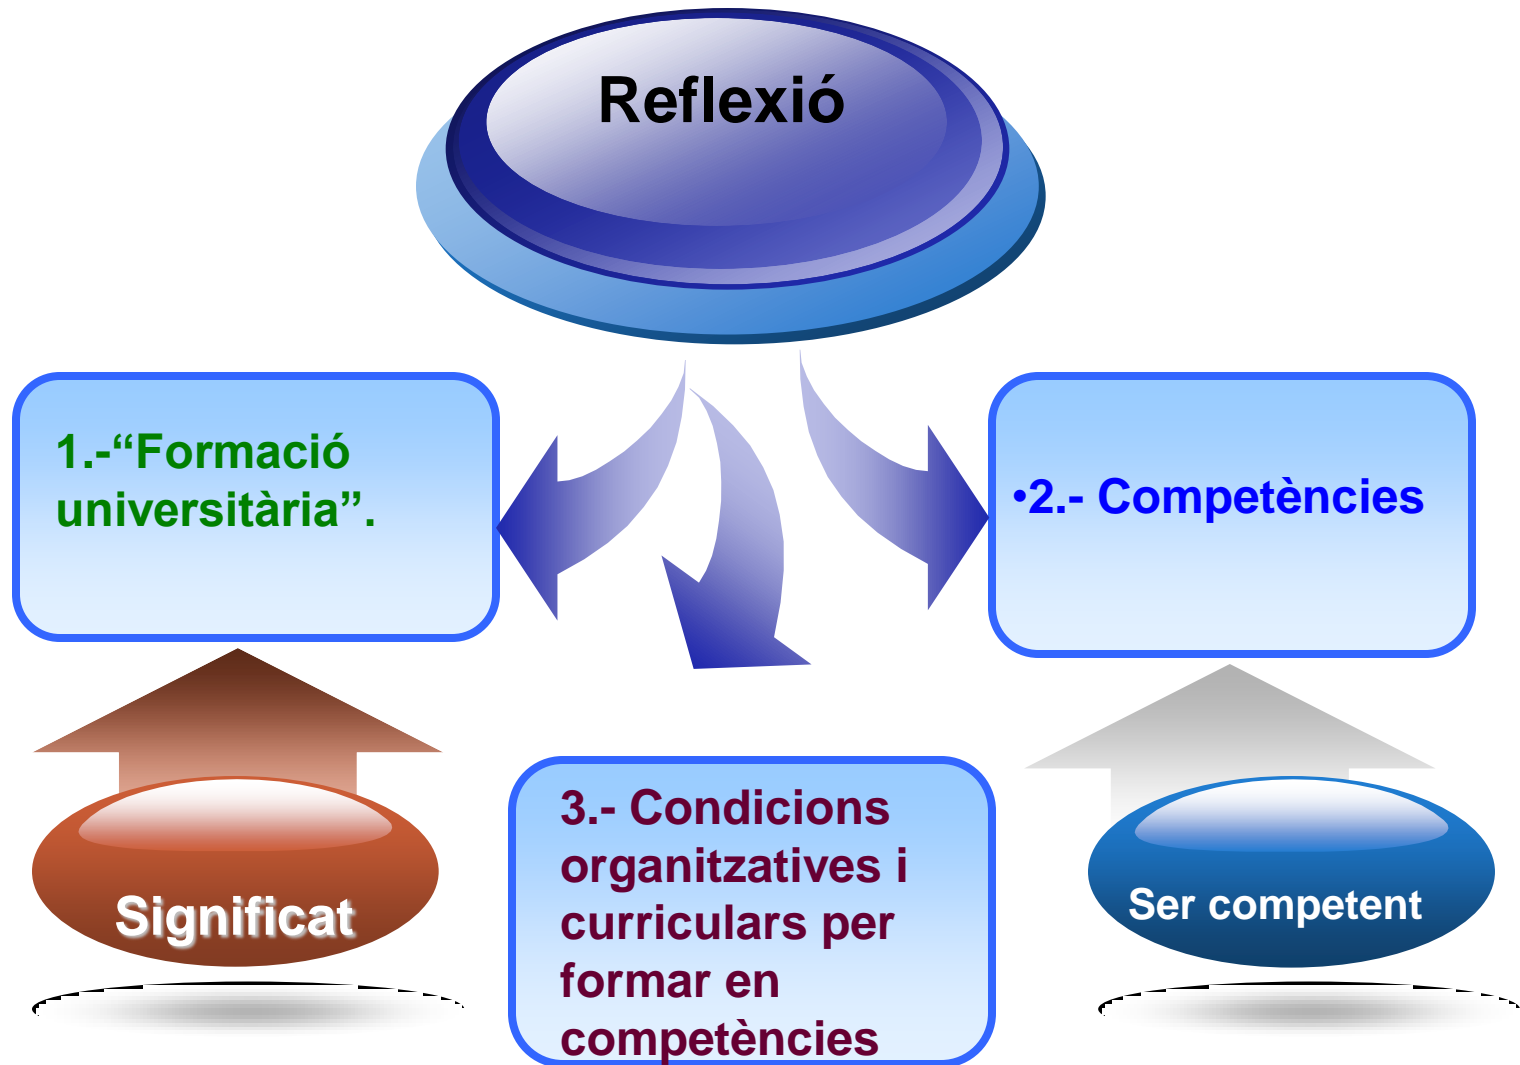 Reflexió
1.-“Formació
universitària”.
•2.- Competències
3.- Condicions
organitzatives i
curriculars per
formar en
competències
Significat
Ser competent